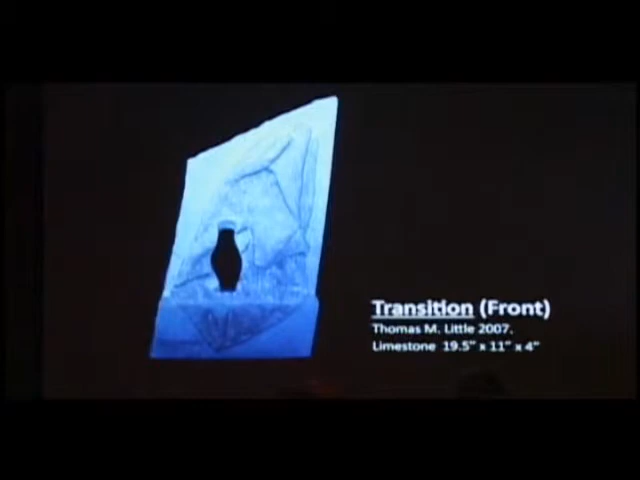 Transition (Front)
Thomas M. Little 2007.
Limestone 19.5" x 11" x 4"